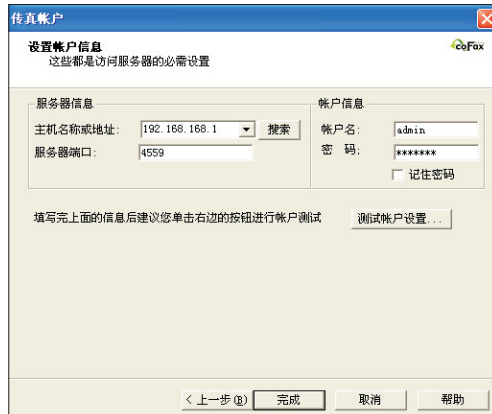 传真帐户
设置帐户信息
这些都是访问服务器的必需设置
coFax
服务器信息
主机名称或地址: 192.168.168.1 搜索
服务器端口: 4559
帐户信息
帐户名: admin
密 码: *******
记住密码
填写完上面的信息后建议您单击右边的按钮进行帐户测试 测试帐户设置...
< 上一步(B) 完成 取消 帮助